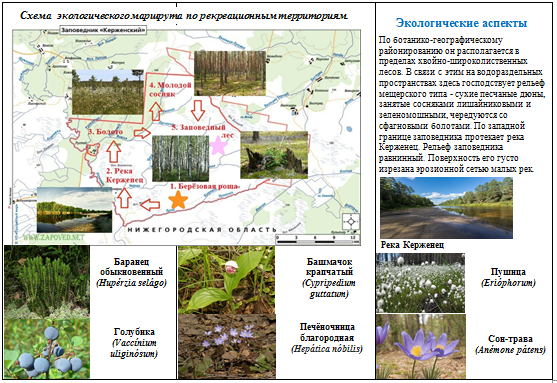 Схема экологического маршрута по рекреационным территориям
Заповедник «Керженский»
4. Молодой
сосняк
3. Болото
5. Заповедный
лес
2. Река
Керженец
1. Берёзовая роща
НИЖЕГОРОДСКАЯ ОБЛАСТЬ
WWW.ZAPOVED.NET
Экологические аспекты
По ботанико-географическому
районированию он располагается в
пределах хвойно-широколиственных
лесов. В связи с этим на водораздельных
пространствах здесь господствует рельеф
мещерского типа - сухие песчаные дюны,
занятые сосняками лишайниковыми и
зеленомошными, чередуются со
сфагновыми болотами. По западной
границе заповедника протекает река
Керженец. Рельеф заповедника
равнинный. Поверхность его густо
изрезана эрозионной сетью малых рек.
Река Керженец
Баранец
обыкновенный
(Hupérzia selágo)
Голубика
(Vaccínium
uliginósum)
Башмачок
крапчатый
(Cypripedium
guttatum)
Печёночница
благородная
(Hepática nóbilis)
Пушица
(Erióphorum)
Сон-трава
(Anémone pátens)